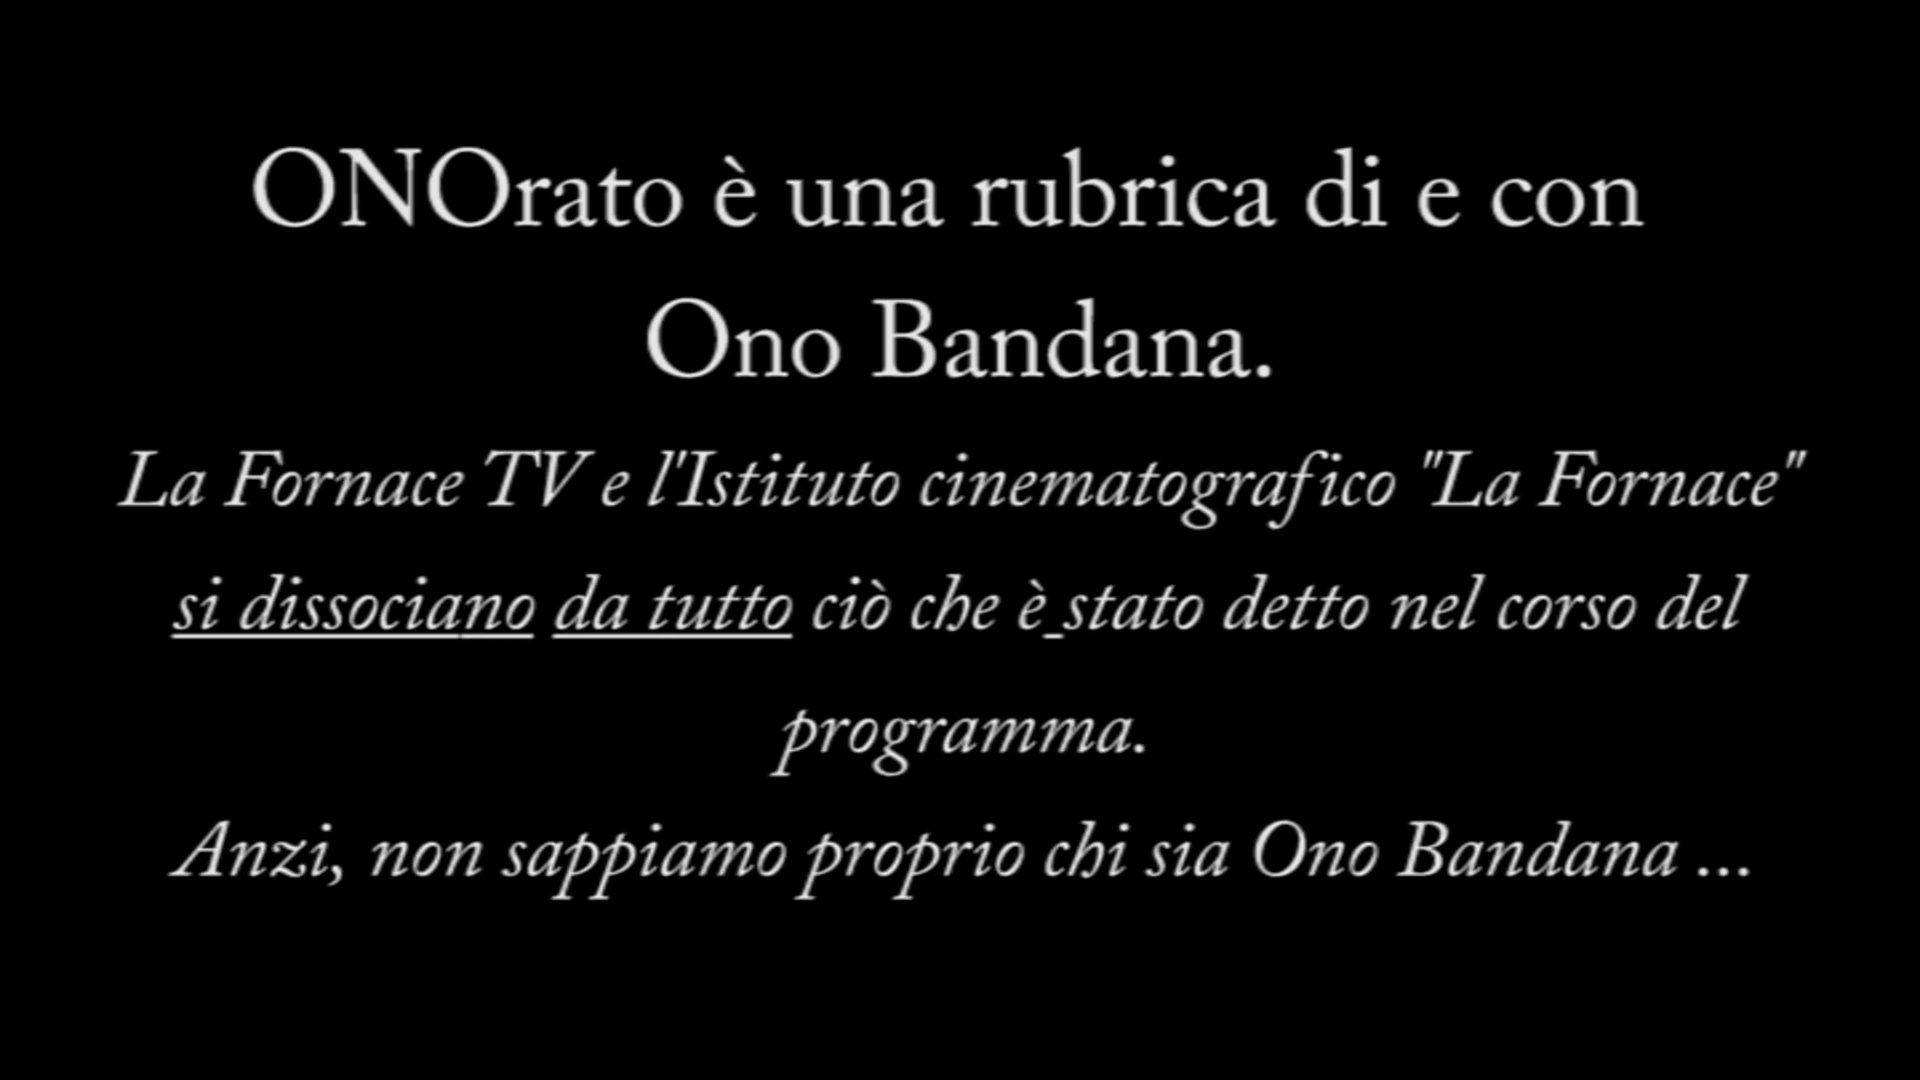 ONOrato è una rubrica di e con
Ono Bandana.
La Fornace TV e l'Istituto cinematografico "La Fornace"
si dissociano da tutto ciò che è stato detto nel corso del
programma.
Anzi, non sappiamo proprio chi sia Ono Bandana ...